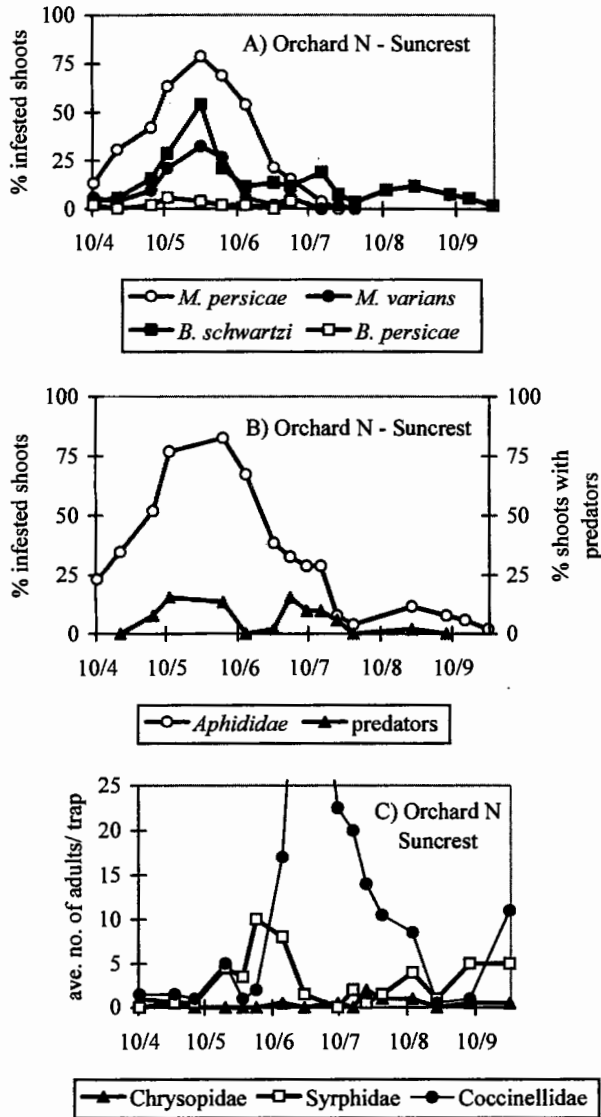 A) Orchard N - Suncrest
% infested shoots
100
75
50
25
0
10/4 10/5 10/6 10/7 10/8 10/9
M. persicae M. varians
B. schwartzi B. persicae
B) Orchard N - Suncrest
% infested shoots
100
75
50
25
0
% shoots with
predators
100
75
50
25
0
10/4 10/5 10/6 10/7 10/8 10/9
Aphididae predators
C) Orchard N
Suncrest
ave. no. of adults/ trap
25
20
15
10
5
0
10/4 10/5 10/6 10/7 10/8 10/9
Chrysopidae Syrphidae Coccinellidae